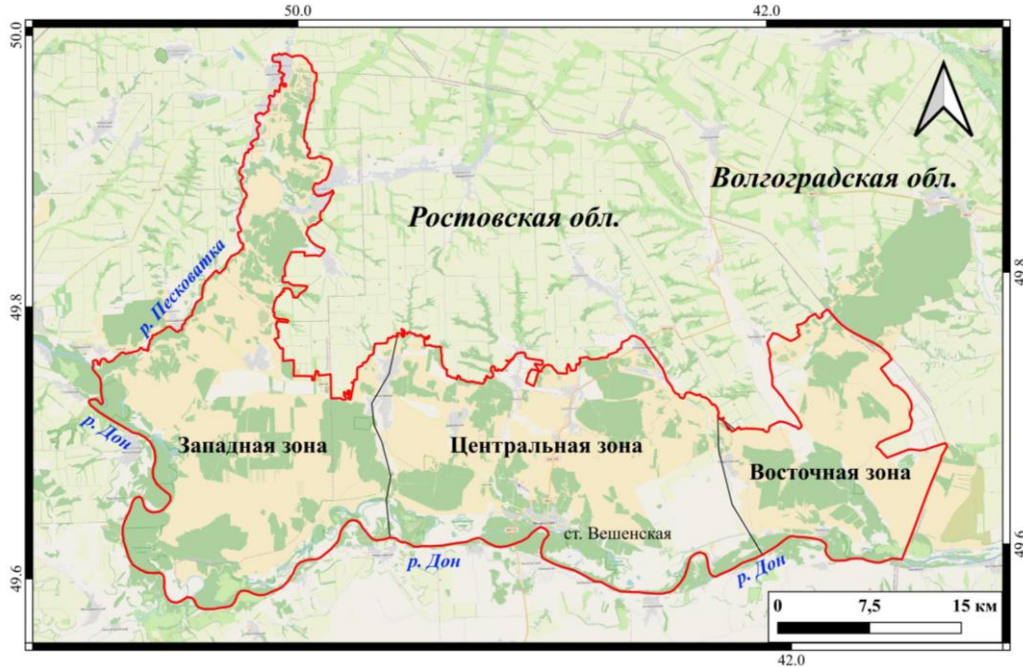 50.0
42.0
50.0
Волгоградская обл.
Ростовская обл.
р. Песковатка
49.8
49.8
р. Дон
Западная зона
Центральная зона
Восточная зона
ст. Вешенская
р. Дон
р. Дон
49.6
49.6
0
7,5
15 км
42.0